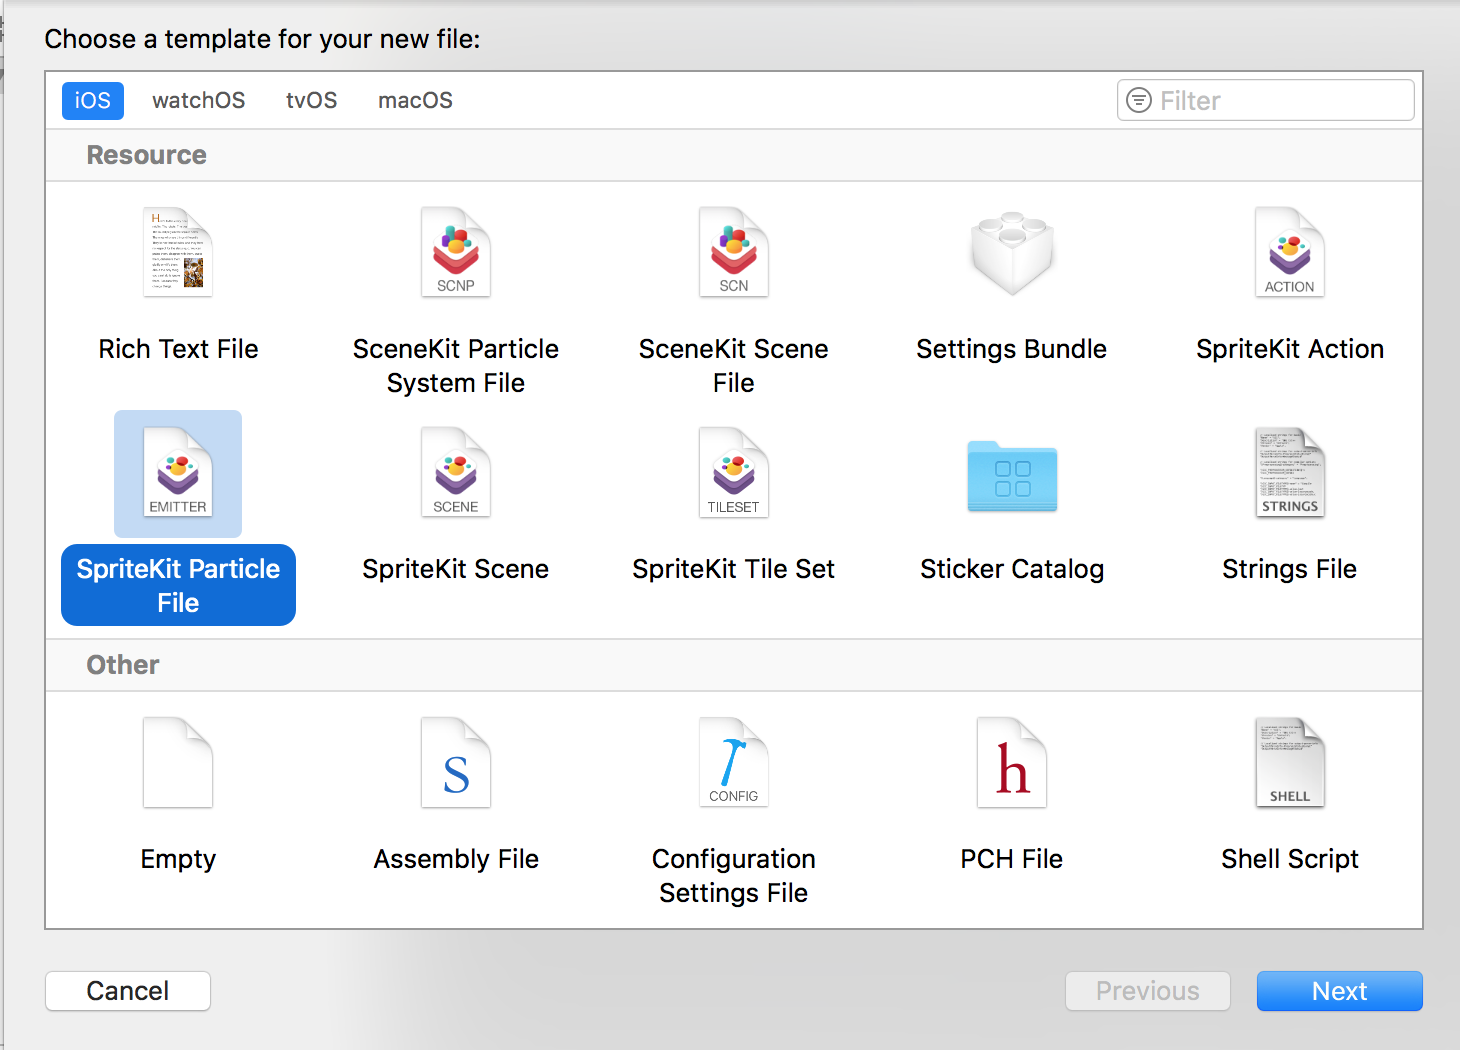 Choose a template for your new file:
iOS watchOS tvOS macOS Filter
Resource
H
SCNP SCN ACTION
Rich Text File SceneKit Particle SceneKit Scene Settings Bundle SpriteKit Action
System File File
EMITTER SCENE TILESET STRINGS
SpriteKit Particle SpriteKit Scene SpriteKit Tile Set Sticker Catalog Strings File
File
Other
S h
CONFIG SHELL
Empty Assembly File Configuration PCH File Shell Script
Settings File
Cancel Previous Next